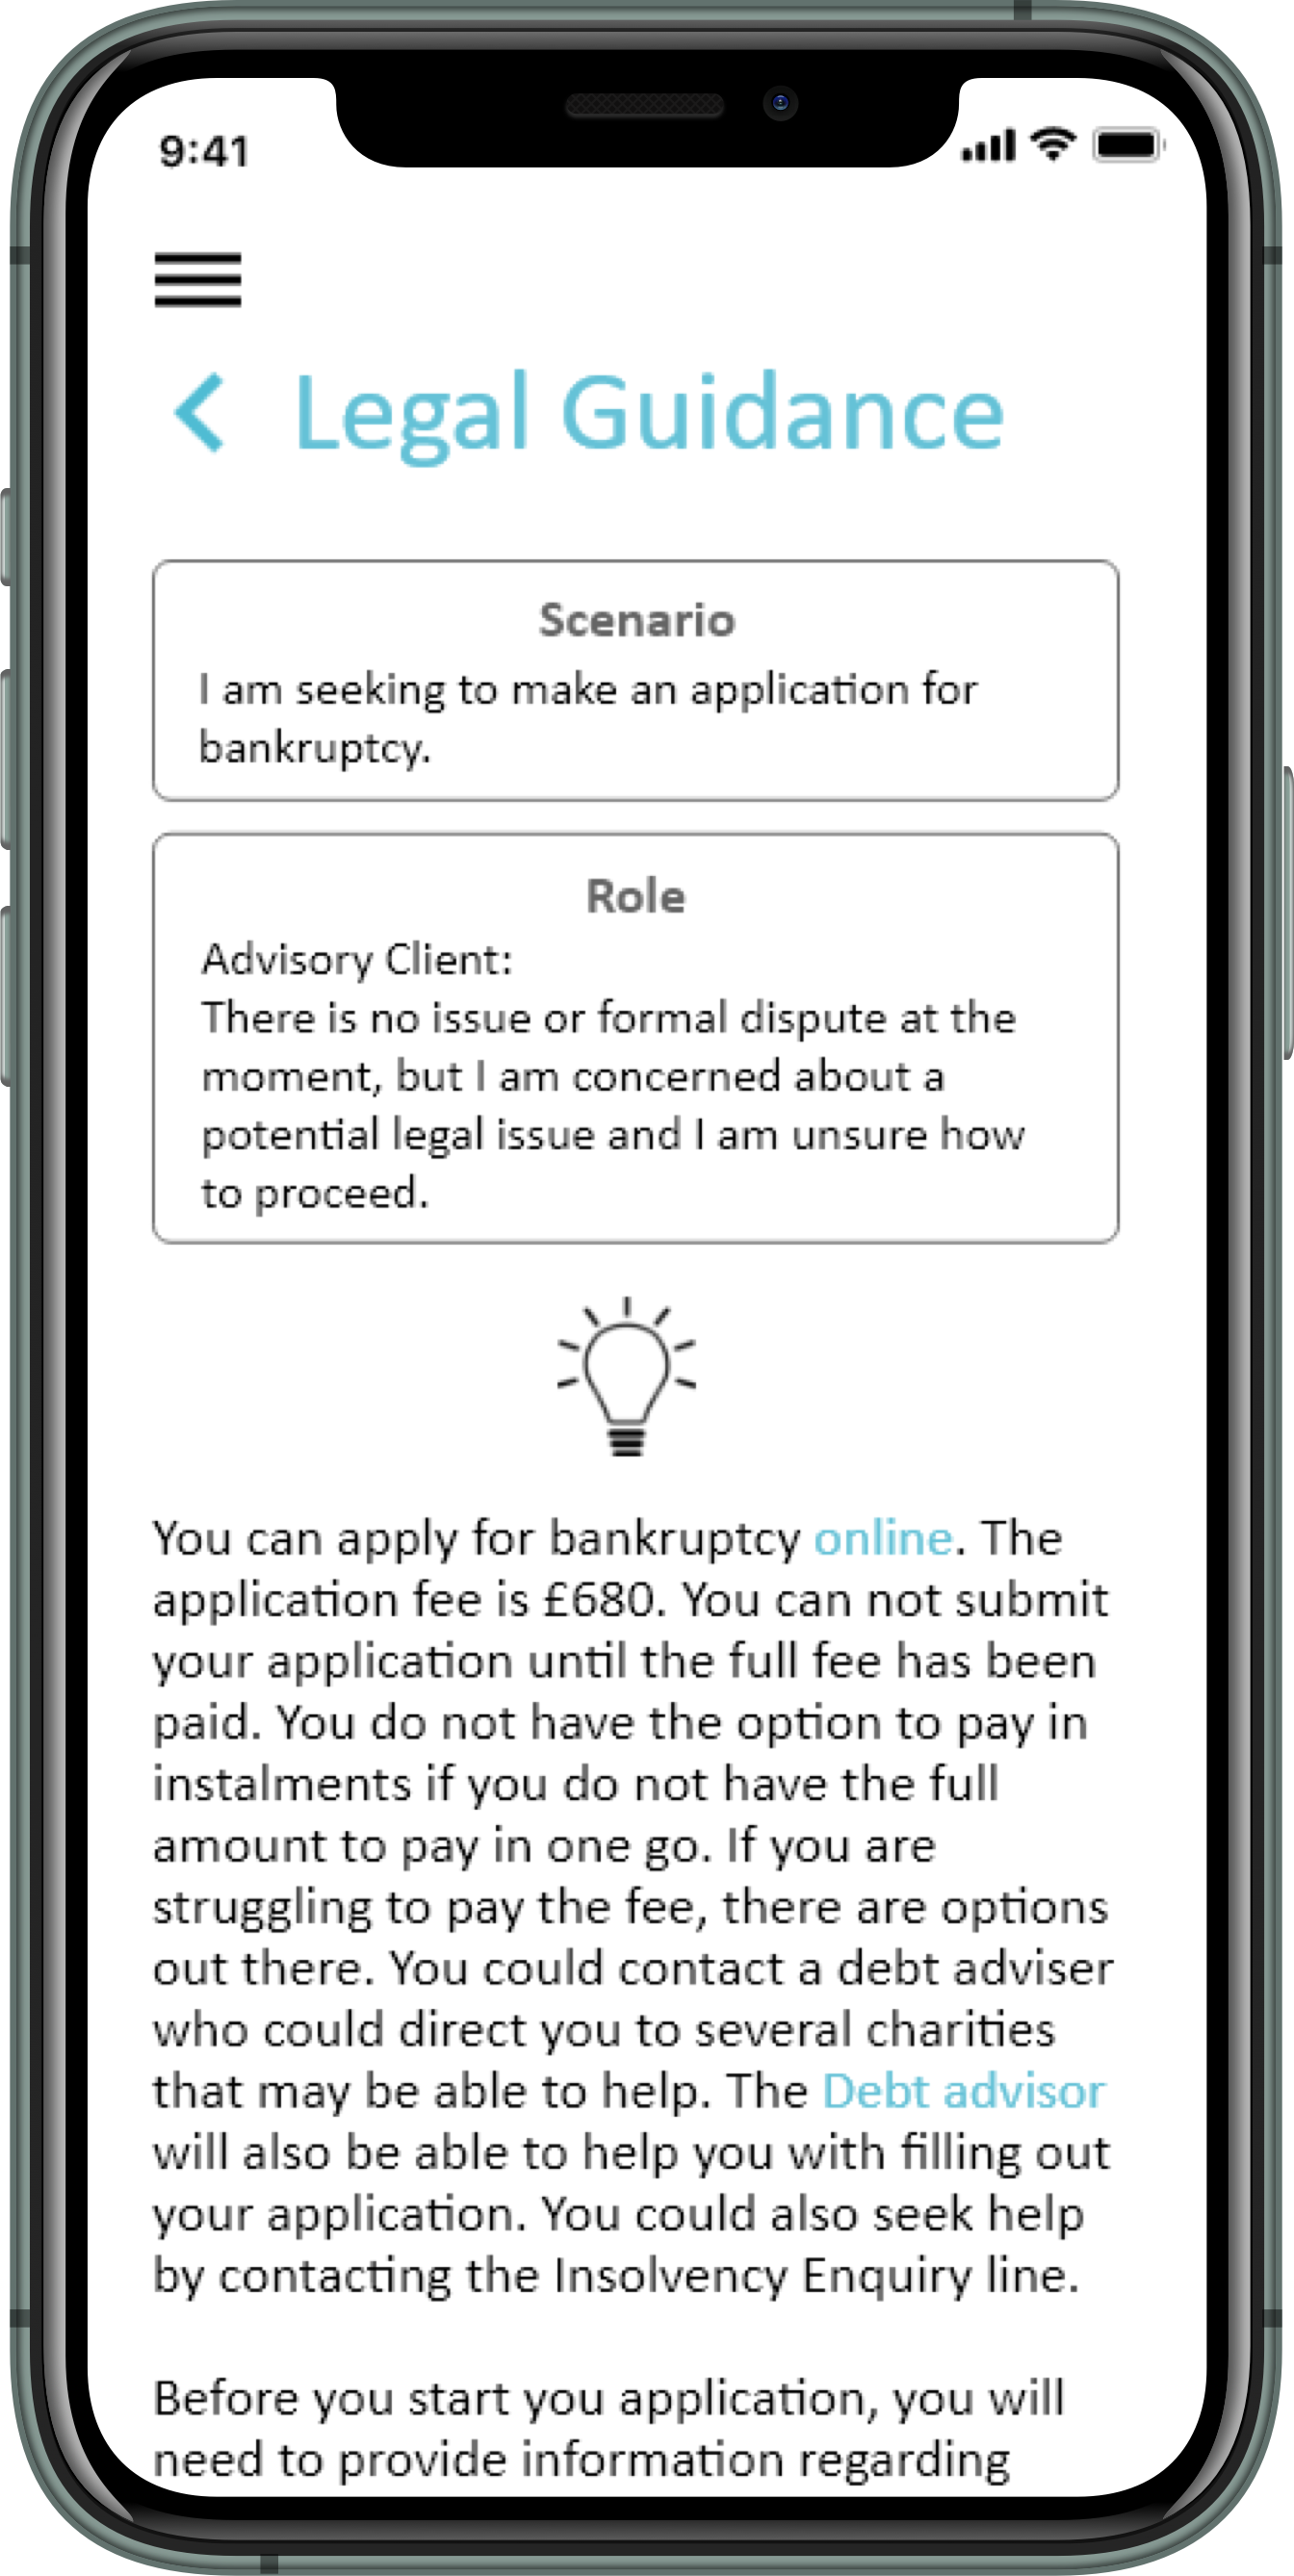 9:41
Legal Guidance
Scenario
I am seeking to make an application for
bankruptcy.
Role
Advisory Client:
There is no issue or formal dispute at the
moment, but I am concerned about a
potential legal issue and I am unsure how
to proceed.
You can apply for bankruptcy online. The
application fee is £680. You can not submit
your application until the full fee has been
paid. You do not have the option to pay in
instalments if you do not have the full
amount to pay in one go. If you are
struggling to pay the fee, there are options
out there. You could contact a debt adviser
who could direct you to several charities
that may be able to help. The Debt advisor
will also be able to help you with filling out
your application. You could also seek help
by contacting the Insolvency Enquiry line.
Before you start you application, you will
need to provide information regarding